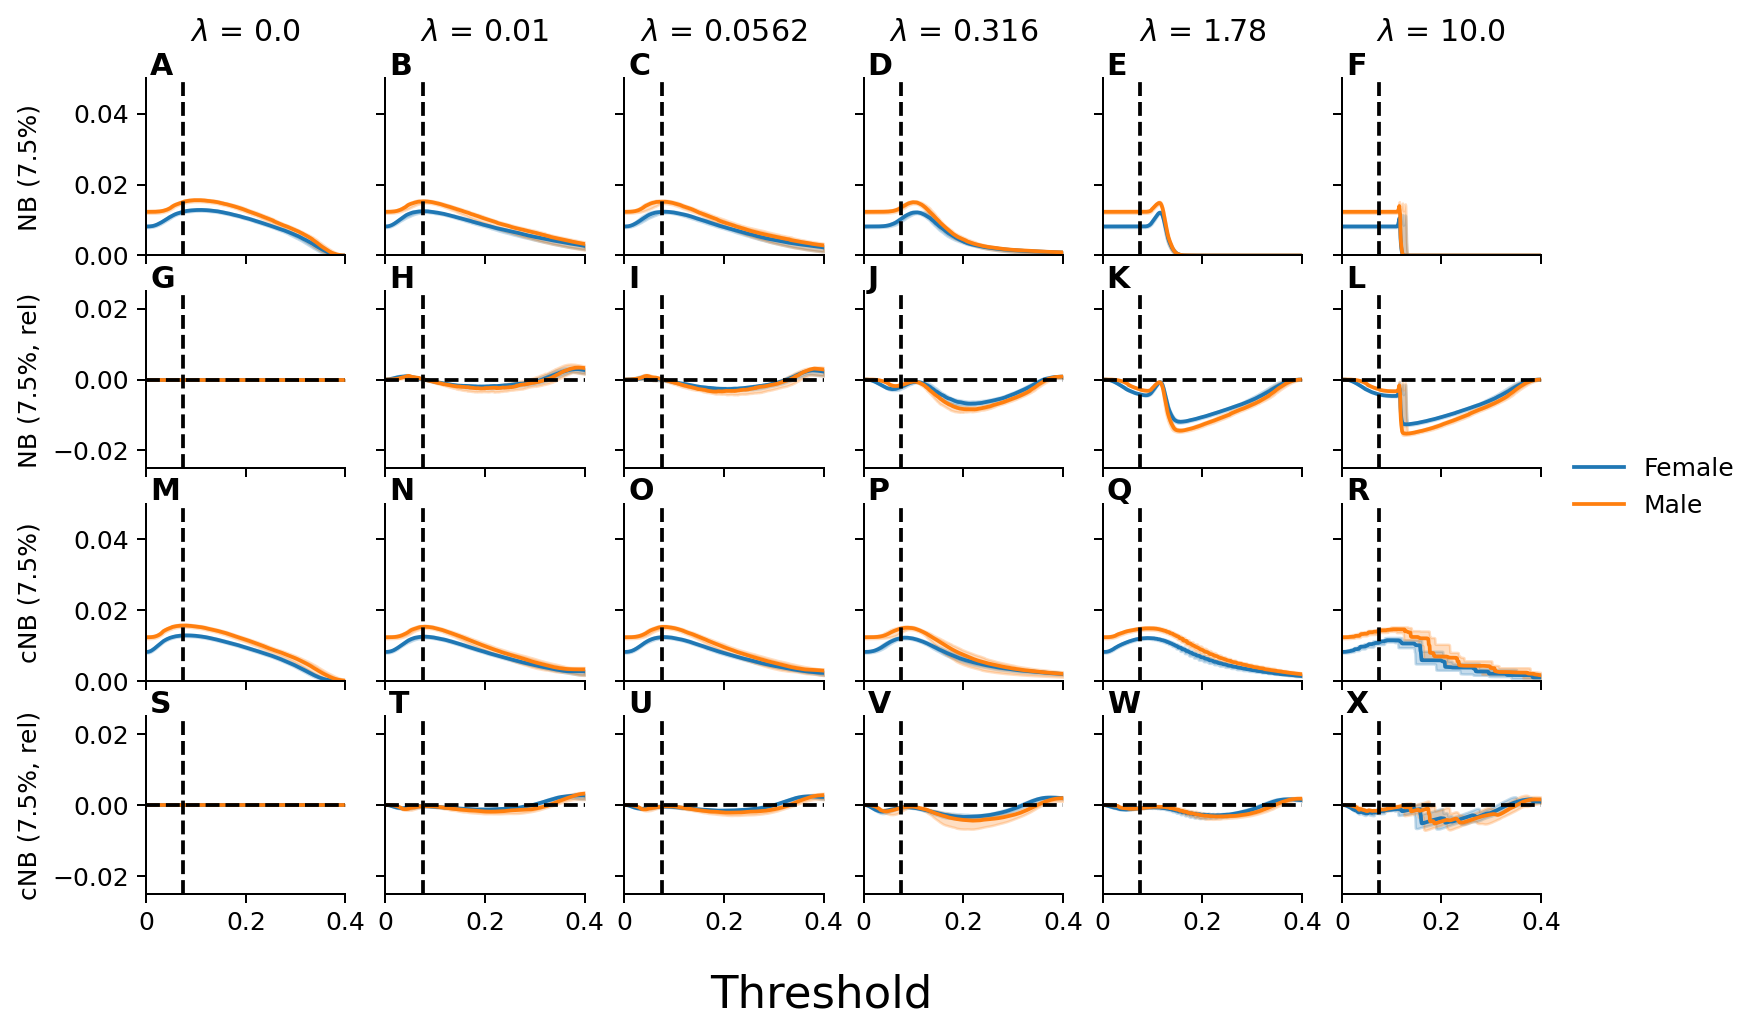 λ = 0.0 λ = 0.01 λ = 0.0562 λ = 0.316 λ = 1.78 λ = 10.0
A B C D E F
NB (7.5%)
0.04
0.02
0.00
G H I J K L
NB (7.5%, rel)
0.02
0.00
−0.02
Female
Male
M N O P Q R
cNB (7.5%)
0.04
0.02
0.00
S T U V W X
cNB (7.5%, rel)
0.02
0.00
−0.02
0 0.2 0.4 0 0.2 0.4 0 0.2 0.4 0 0.2 0.4 0 0.2 0.4 0 0.2 0.4
Threshold